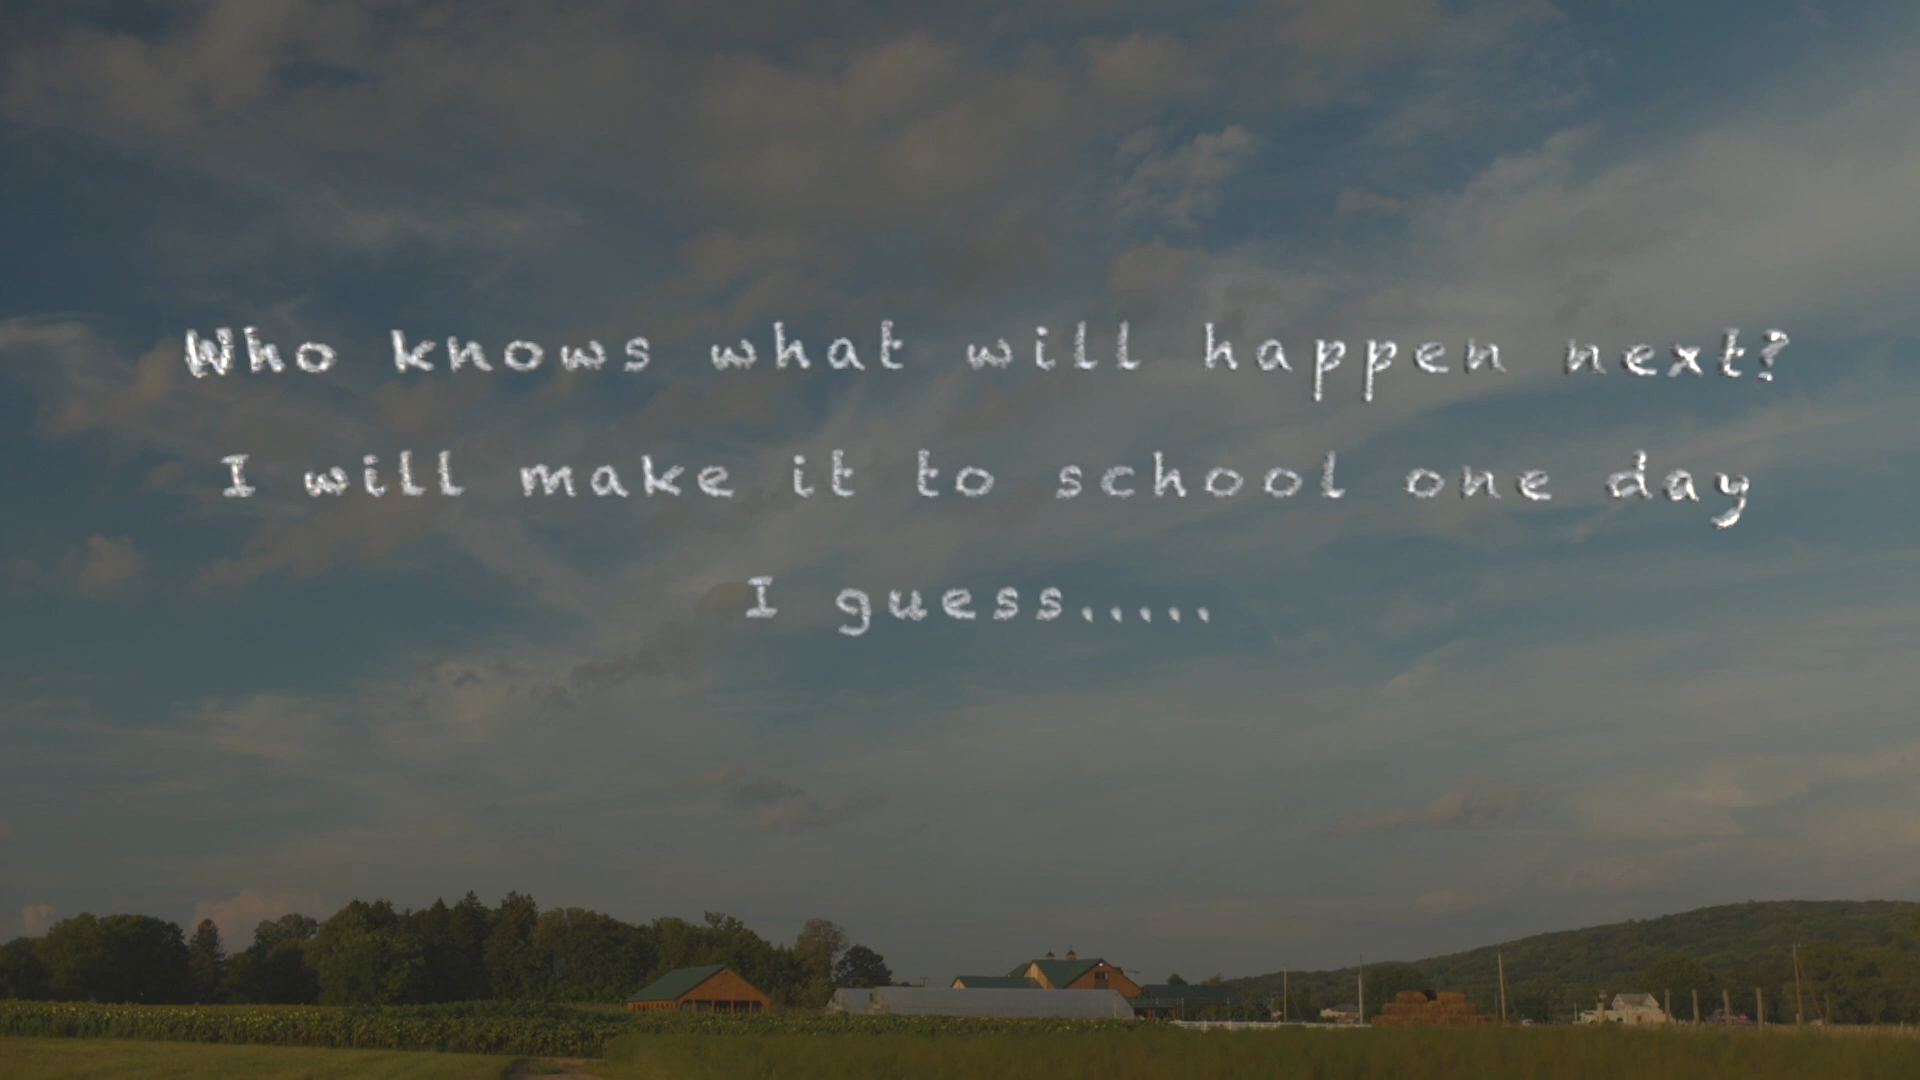 Who knows what will happen next?
I will make it to school one day
I guess.....